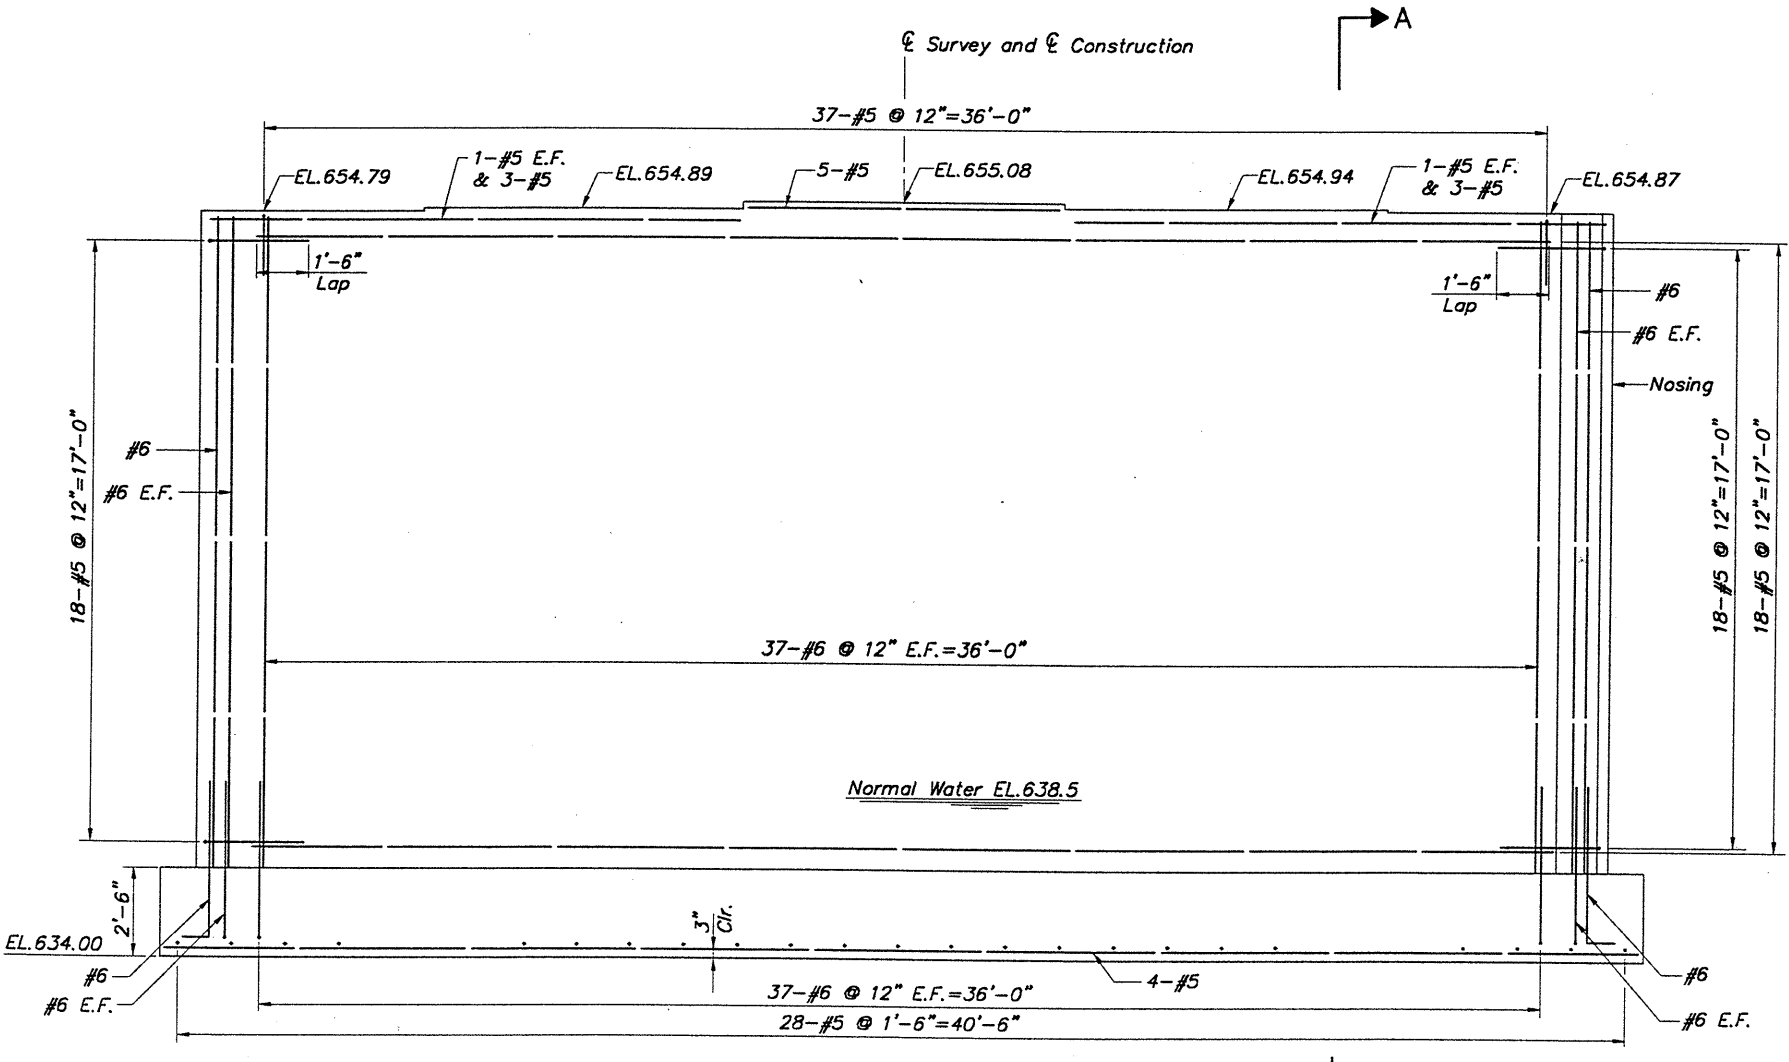 A
℄ Survey and ℄ Construction
37-#5 @ 12"=36'-0"
1-#5 E.F.
& 3-#5
EL.654.79
EL.654.89
5-#5
EL.655.08
EL.654.94
1-#5 E.F.
& 3-#5
EL.654.87
1'-6"
Lap
1'-6"
Lap
#6
#6 E.F.
Nosing
18-#5 @ 12"=17'-0"
#6
#6 E.F.
18-#5 @ 12"=17'-0"
18-#5 @ 12"=17'-0"
37-#6 @ 12" E.F.=36'-0"
Normal Water EL.638.5
2'-6"
3"
Clr.
EL.634.00
#6
#6 E.F.
4-#5
#6
#6 E.F.
37-#6 @ 12" E.F.=36'-0"
28-#5 @ 1'-6"=40'-6"